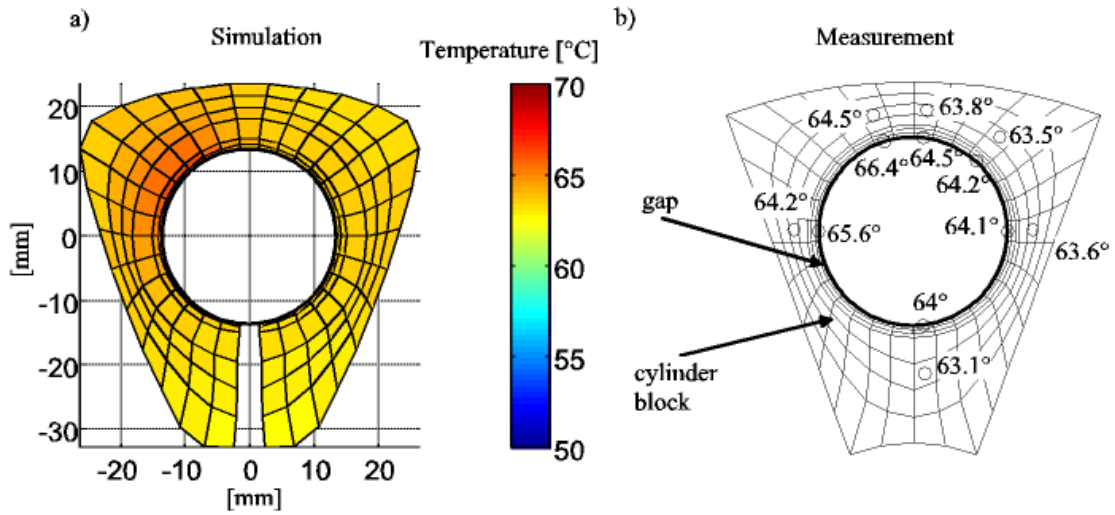 a)
Simulation
Temperature [°C]
20
10
0
-10
-20
-30
[mm]
-20
-10
0
10
20
[mm]
70
65
60
55
50
b)
Measurement
64.5°
63.8°
63.5°
66.4°
64.5°
64.2°
64.2°
65.6°
64.1°
63.6°
64°
63.1°
gap
cylinder
block